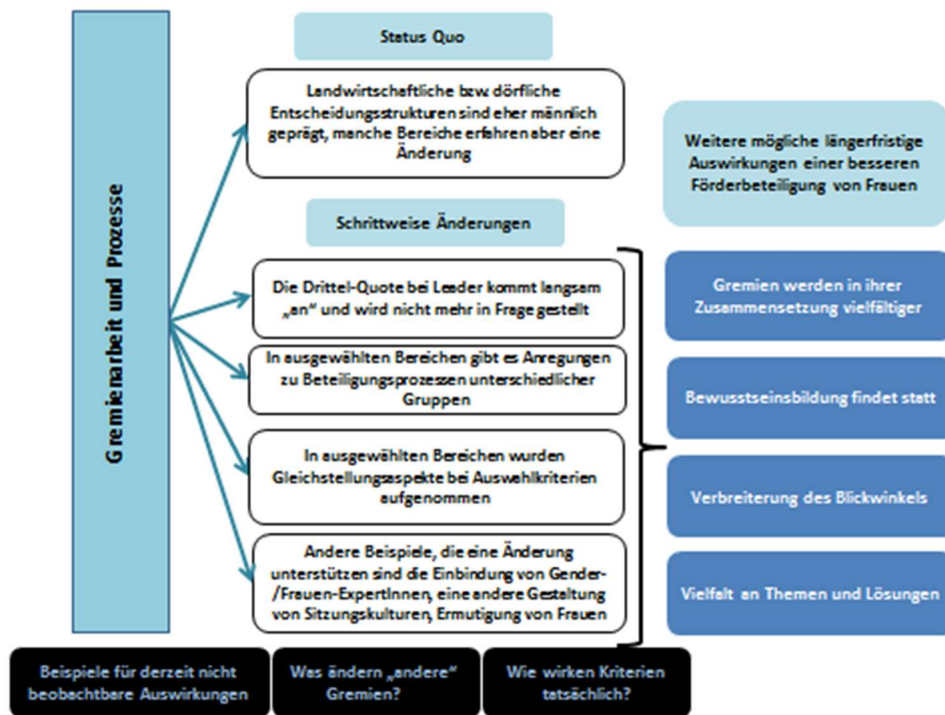 Gremienarbeit und Prozesse
Status Quo
Landwirtschaftliche bzw. dörfliche
Entscheidungsstrukturen sind eher männlich
geprägt, manche Bereiche erfahren aber eine
Änderung
Schrittweise Änderungen
Die Drittel-Quote bei Leader kommt langsam
„an“ und wird nicht mehr in Frage gestellt
In ausgewählten Bereichen gibt es Anregungen
zu Beteiligungsprozessen unterschiedlicher
Gruppen
In ausgewählten Bereichen wurden
Gleichstellungsaspekte bei Auswahlkriterien
aufgenommen
Andere Beispiele, die eine Änderung
unterstützen sind die Einbindung von Gender-
/Frauen-ExpertInnen, eine andere Gestaltung
von Sitzungskulturen, Ermutigung von Frauen
Weitere mögliche längerfristige
Auswirkungen einer besseren
Förderbeteiligung von Frauen
Gremien werden in ihrer
Zusammensetzung vielfältiger
Bewusstseinsbildung findet statt
Verbreiterung des Blickwinkels
Vielfalt an Themen und Lösungen
Beispiele für derzeit nicht
beobachtbare Auswirkungen
Was ändern „andere“
Gremien?
Wie wirken Kriterien
tatsächlich?